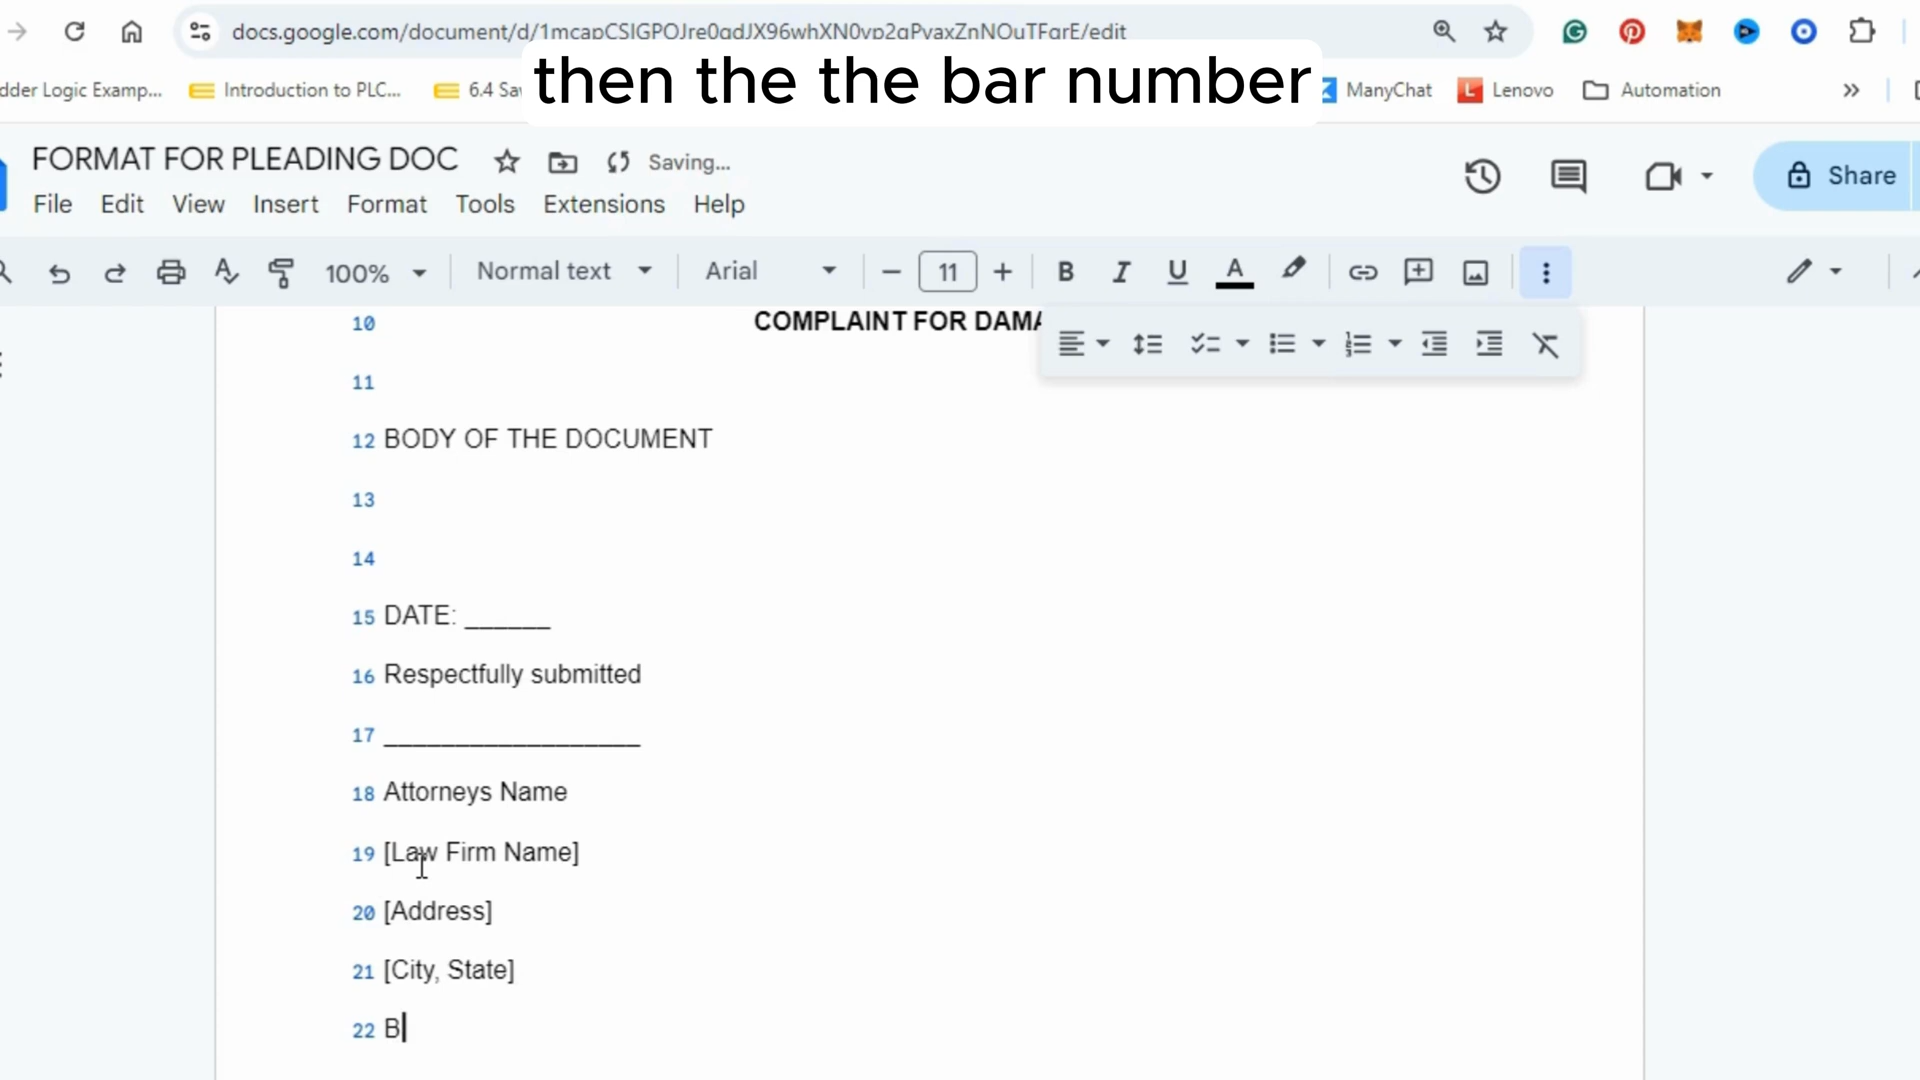 docs.google.com/document/d/1mcapCSIGPOJre0qdJX96whXN0vp2qPvaxZnNOuTFqrE/edit
then the the bar number
dder Logic Examp...
Introduction to PLC...
6.4 Sa
ManyChat
L Lenovo
Automation
FORMAT FOR PLEADING DOC
Saving...
File Edit View Insert Format Tools Extensions Help
Share
100% Normal text Arial 11 B I U A
10 COMPLAINT FOR DAMA
11
12 BODY OF THE DOCUMENT
13
14
15 DATE: ______
16 Respectfully submitted
17 __________________
18 Attorneys Name
19 [Law Firm Name]
20 [Address]
21 [City, State]
22 B